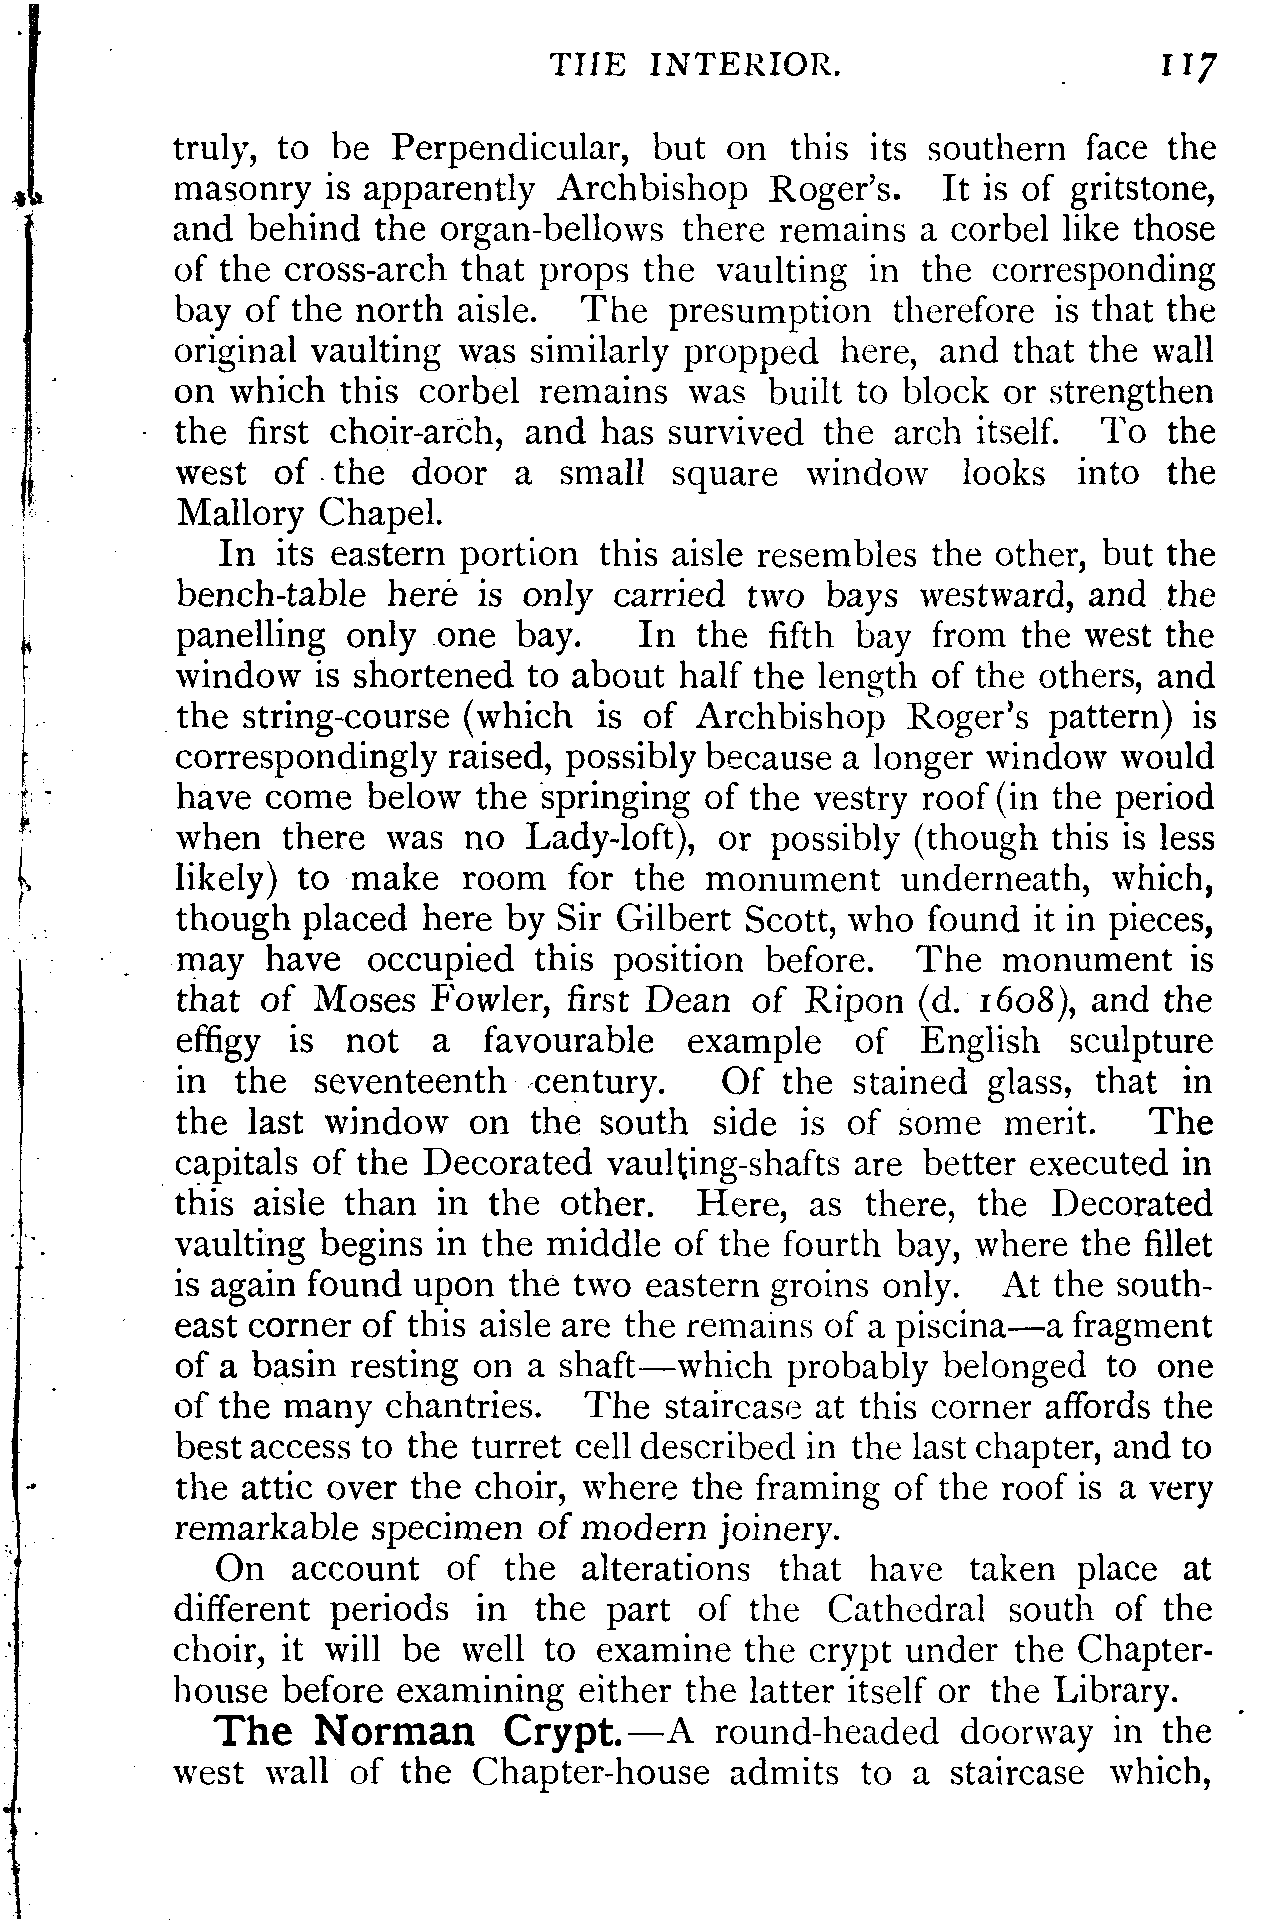 THE INTERIOR. 117
truly, to be Perpendicular, but on this its southern face the
masonry is apparently Archbishop Roger's. It is of gritstone,
and behind the organ-bellows there remains a corbel like those
of the cross-arch that props the vaulting in the corresponding
bay of the north aisle. The presumption therefore is that the
original vaulting was similarly propped here, and that the wall
on which this corbel remains was built to block or strengthen
the first choir-arch, and has survived the arch itself. To the
west of the door a small square window looks into the
Mallory Chapel.
In its eastern portion this aisle resembles the other, but the
bench-table here is only carried two bays westward, and the
panelling only one bay. In the fifth bay from the west the
window is shortened to about half the length of the others, and
the string-course (which is of Archbishop Roger's pattern) is
correspondingly raised, possibly because a longer window would
have come below the springing of the vestry roof (in the period
when there was no Lady-loft), or possibly (though this is less
likely) to make room for the monument underneath, which,
though placed here by Sir Gilbert Scott, who found it in pieces,
may have occupied this position before. The monument is
that of Moses Fowler, first Dean of Ripon (d. 1608), and the
effigy is not a favourable example of English sculpture
in the seventeenth century. Of the stained glass, that in
the last window on the south side is of some merit. The
capitals of the Decorated vaulting-shafts are better executed in
this aisle than in the other. Here, as there, the Decorated
vaulting begins in the middle of the fourth bay, where the fillet
is again found upon the two eastern groins only. At the south-
east corner of this aisle are the remains of a piscina—a fragment
of a basin resting on a shaft—which probably belonged to one
of the many chantries. The staircase at this corner affords the
best access to the turret cell described in the last chapter, and to
the attic over the choir, where the framing of the roof is a very
remarkable specimen of modern joinery.
On account of the alterations that have taken place at
different periods in the part of the Cathedral south of the
choir, it will be well to examine the crypt under the Chapter-
house before examining either the latter itself or the Library.
The Norman Crypt.—A round-headed doorway in the
west wall of the Chapter-house admits to a staircase which,